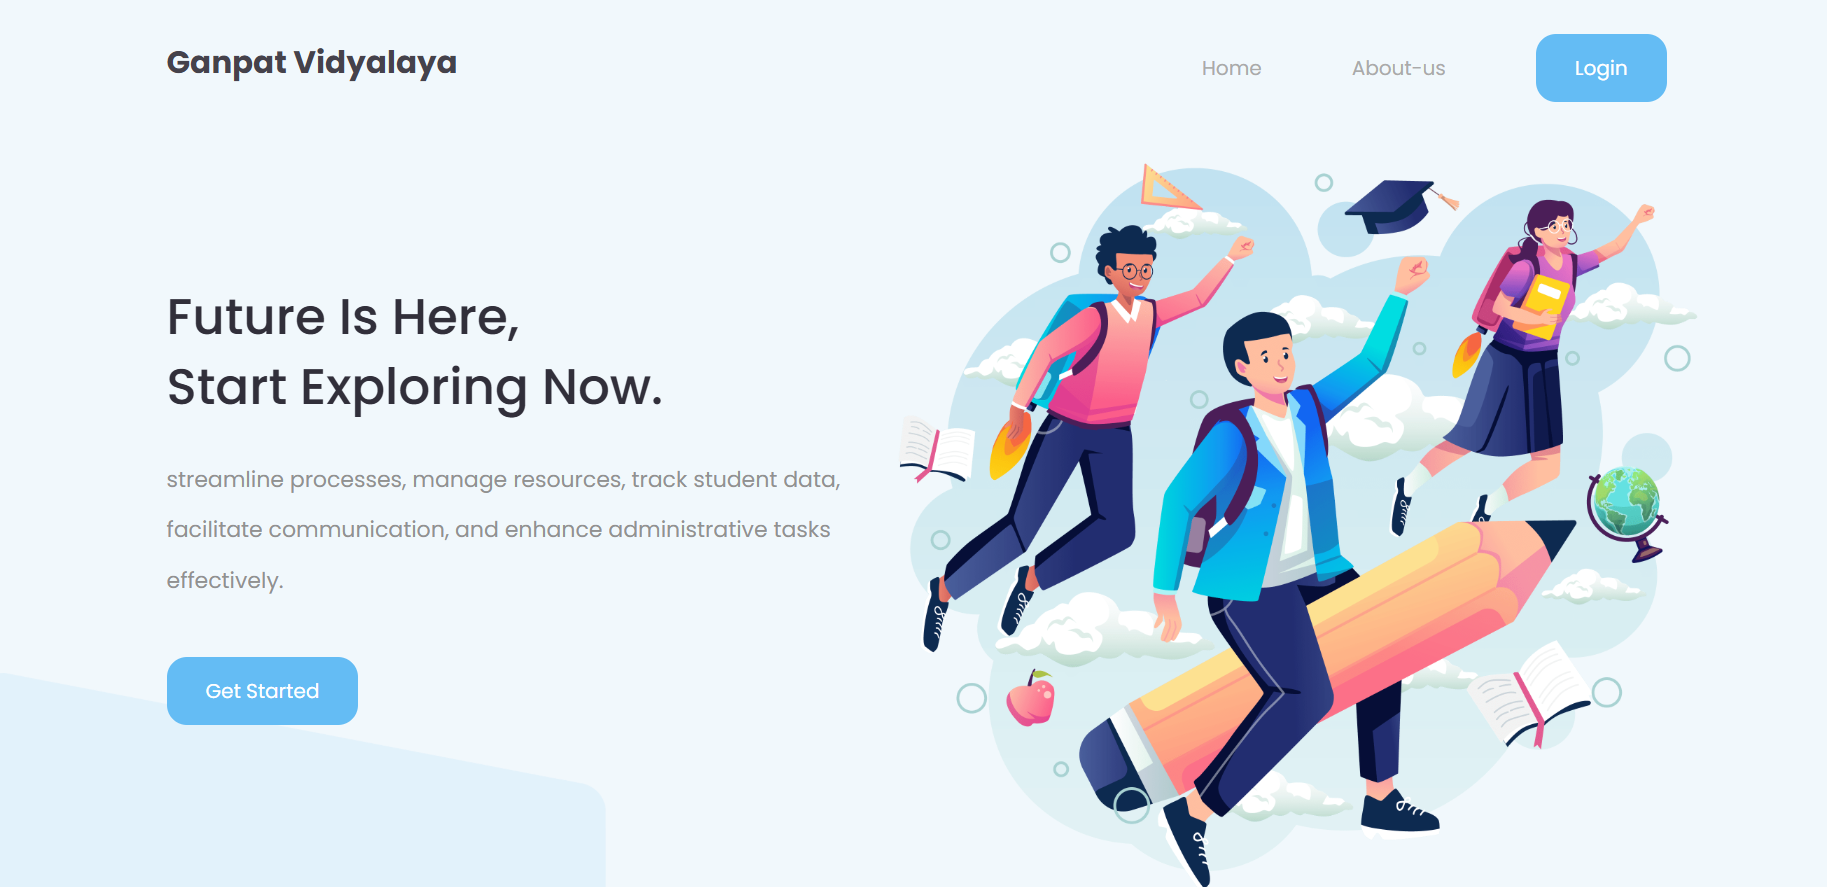 Ganpat Vidyalaya
Home
About-us
Login
Future Is Here,
Start Exploring Now.
streamline processes, manage resources, track student data,
facilitate communication, and enhance administrative tasks
effectively.
Get Started